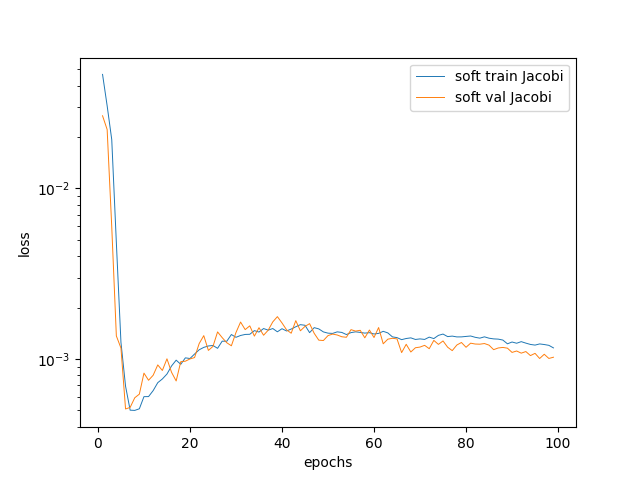 soft train Jacobi
soft val Jacobi
10⁻²
10⁻³
loss
0 20 40 60 80 100
epochs